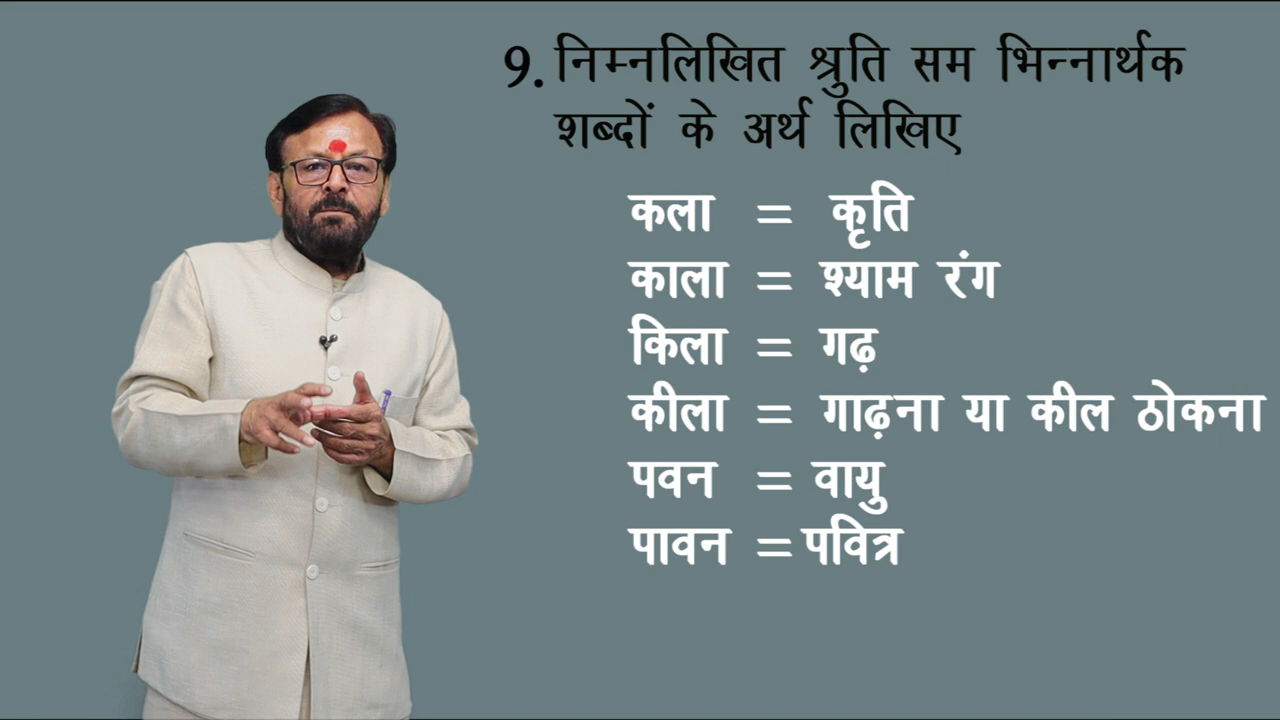 9. निम्नलिखित श्रुति सम भिन्नार्थक
शब्दों के अर्थ लिखिए
कला = कृति
काला = श्याम रंग
किला = गढ़
कीला = गाढ़ना या कील ठोकना
पवन = वायु
पावन = पवित्र